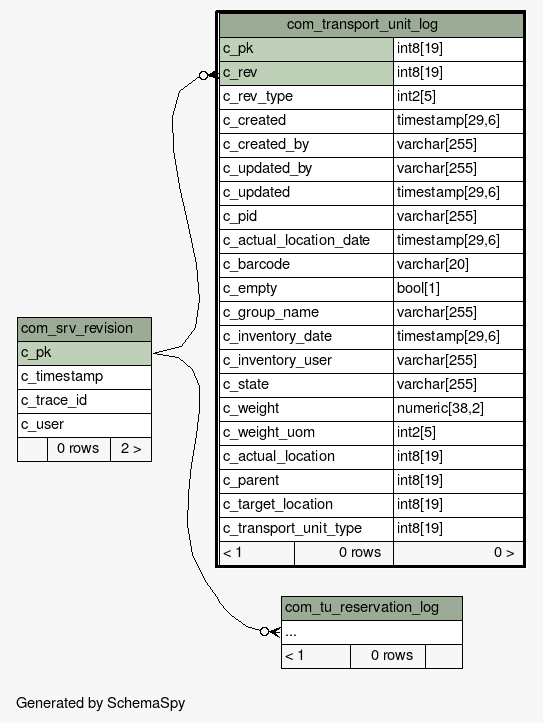 com_transport_unit_log
c_pk int8[19]
c_rev int8[19]
c_rev_type int2[5]
c_created timestamp[29,6]
c_created_by varchar[255]
c_updated_by varchar[255]
c_updated timestamp[29,6]
c_pid varchar[255]
c_actual_location_date timestamp[29,6]
c_barcode varchar[20]
c_empty bool[1]
c_group_name varchar[255]
c_inventory_date timestamp[29,6]
c_inventory_user varchar[255]
c_state varchar[255]
c_weight numeric[38,2]
c_weight_uom int2[5]
c_actual_location int8[19]
c_parent int8[19]
c_target_location int8[19]
c_transport_unit_type int8[19]
< 1 0 rows 0 >
com_srv_revision
c_pk
c_timestamp
c_trace_id
c_user
0 rows 2 >
com_tu_reservation_log
...
< 1 0 rows
Generated by SchemaSpy